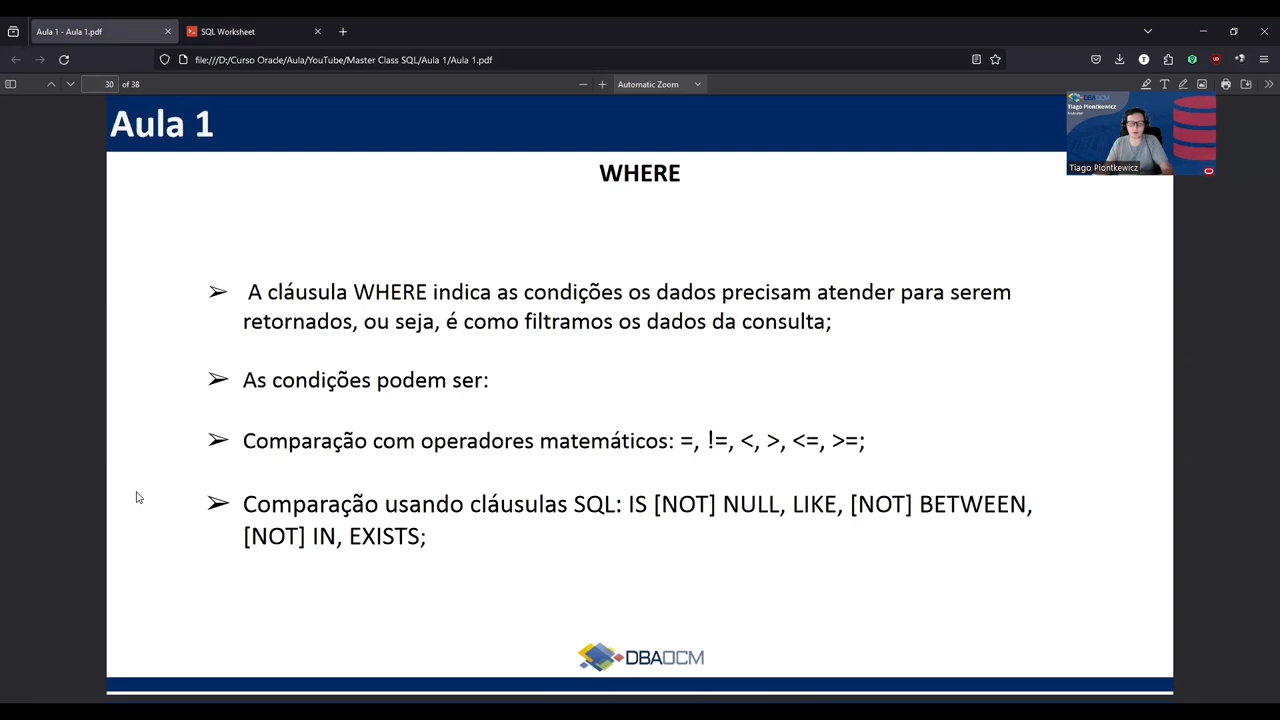 Aula 1 - Aula 1.pdf
SQL Worksheet
file:///D:/Curso Oracle/Aula/YouTube/Master Class SQL/Aula 1/Aula 1.pdf
30 of 38
Automatic Zoom
Aula 1
Tiago Piontkewicz
Tiago Piontkewicz
WHERE
➢ A cláusula WHERE indica as condições os dados precisam atender para serem
retornados, ou seja, é como filtramos os dados da consulta;
➢ As condições podem ser:
➢ Comparação com operadores matemáticos: =, !=, <, >, <=, >=;
➢ Comparação usando cláusulas SQL: IS [NOT] NULL, LIKE, [NOT] BETWEEN,
[NOT] IN, EXISTS;
DBAOCM